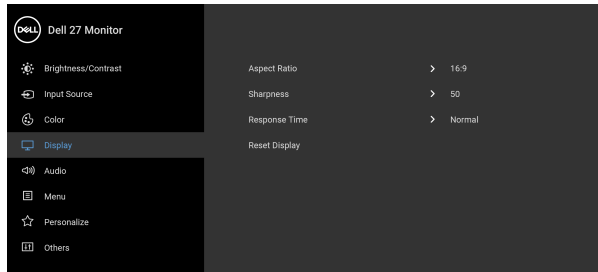 DELL Dell 27 Monitor
Brightness/Contrast
Input Source
Color
Display
Audio
Menu
Personalize
Others
Aspect Ratio > 16:9
Sharpness > 50
Response Time > Normal
Reset Display